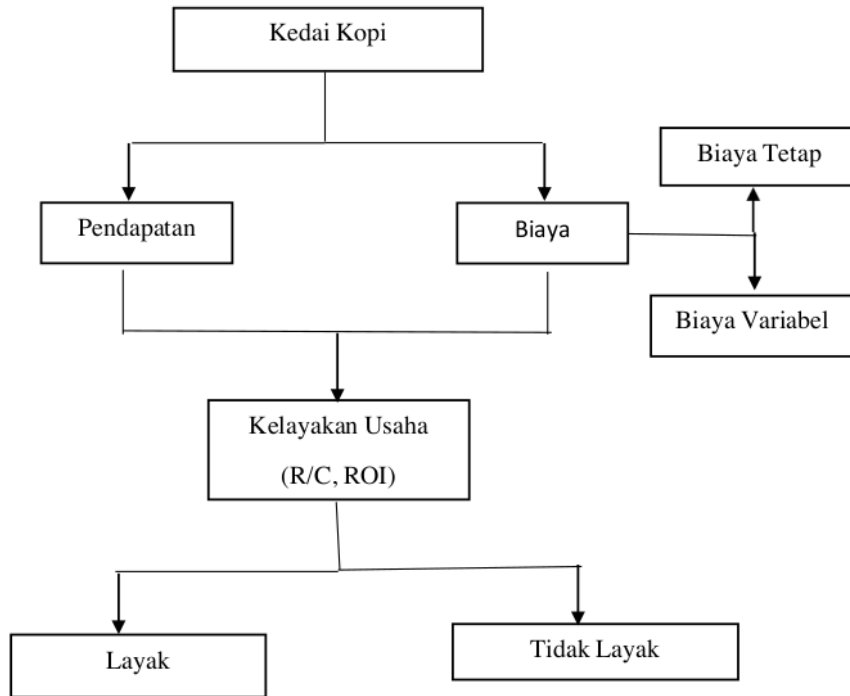 Kedai Kopi
Biaya Tetap
Pendapatan
Biaya
Biaya Variabel
Kelayakan Usaha
(R/C, ROI)
Layak
Tidak Layak